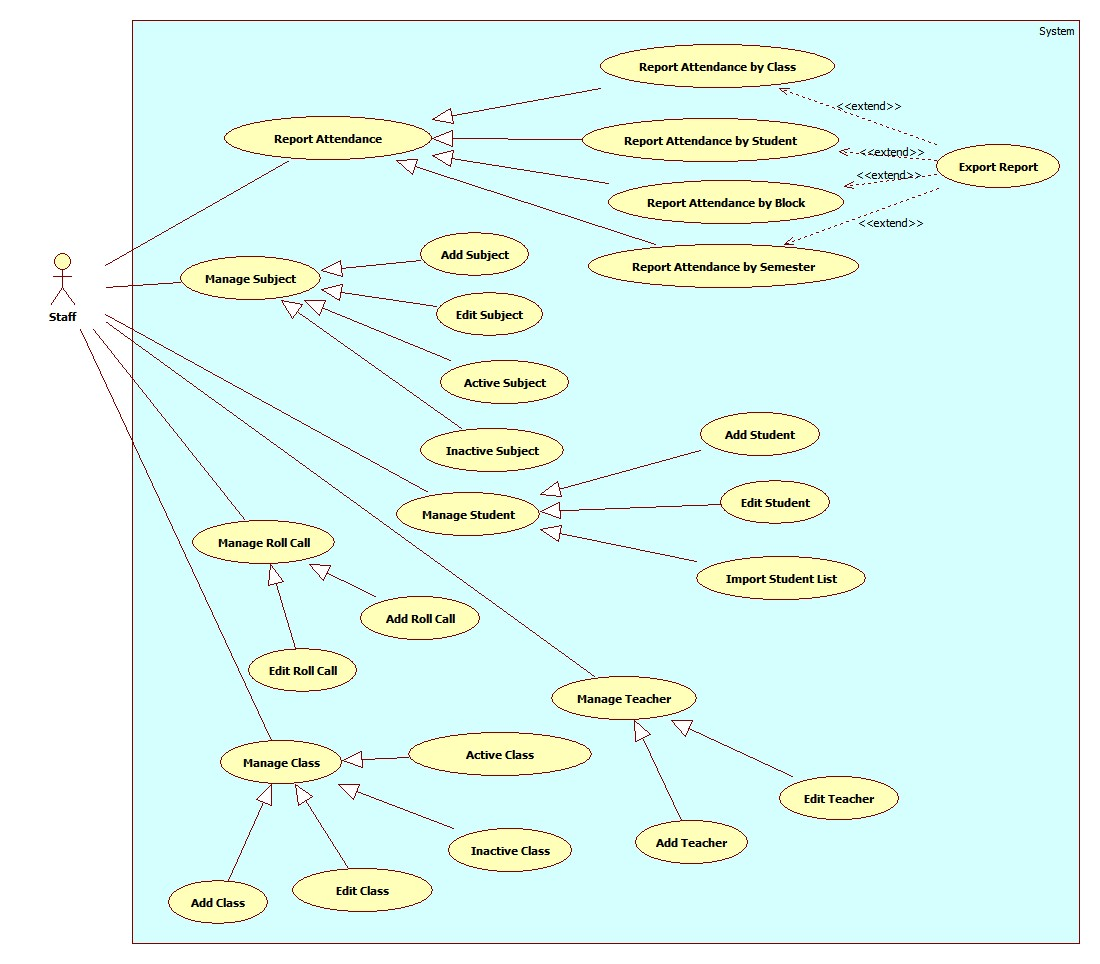 System
Report Attendance by Class
<<extend>>
Report Attendance
Report Attendance by Student
<<extend>>
Export Report
<<extend>>
Report Attendance by Block
<<extend>>
Add Subject
Report Attendance by Semester
Manage Subject
Staff
Edit Subject
Active Subject
Add Student
Inactive Subject
Edit Student
Manage Student
Manage Roll Call
Import Student List
Add Roll Call
Edit Roll Call
Manage Teacher
Active Class
Manage Class
Edit Teacher
Add Teacher
Inactive Class
Edit Class
Add Class